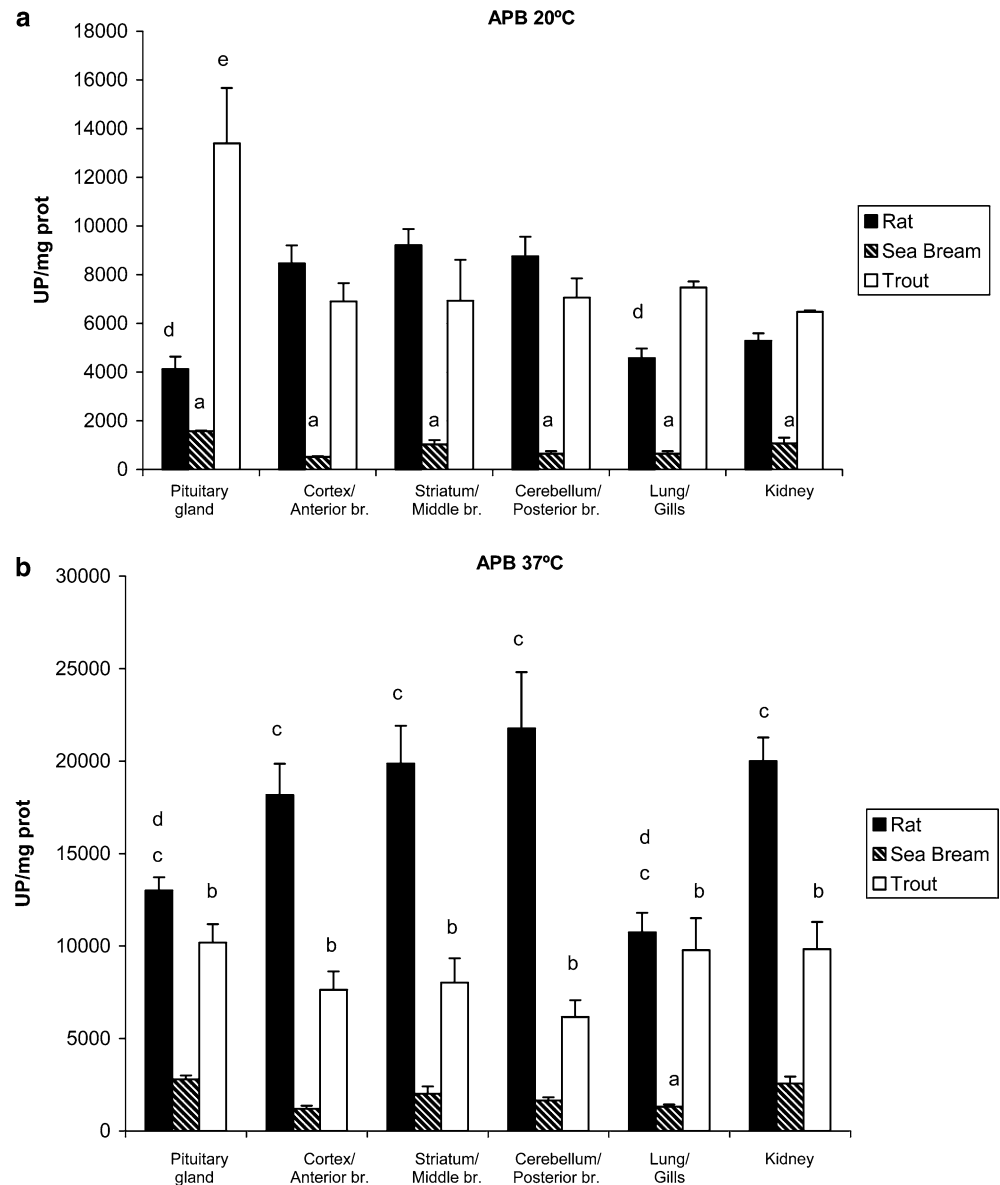 a
APB 20ºC
18000
16000
14000
12000
10000
8000
6000
4000
2000
0
UP/mg prot
e
d
a
a
a
a
d
a
a
Rat
Sea Bream
Trout
Pituitary
gland
Cortex/
Anterior br.
Striatum/
Middle br.
Cerebellum/
Posterior br.
Lung/
Gills
Kidney
b
APB 37ºC
30000
25000
20000
15000
10000
5000
0
UP/mg prot
d
c
b
c
b
c
b
c
b
d
c
a
b
c
b
Rat
Sea Bream
Trout
Pituitary
gland
Cortex/
Anterior br.
Striatum/
Middle br.
Cerebellum/
Posterior br.
Lung/
Gills
Kidney